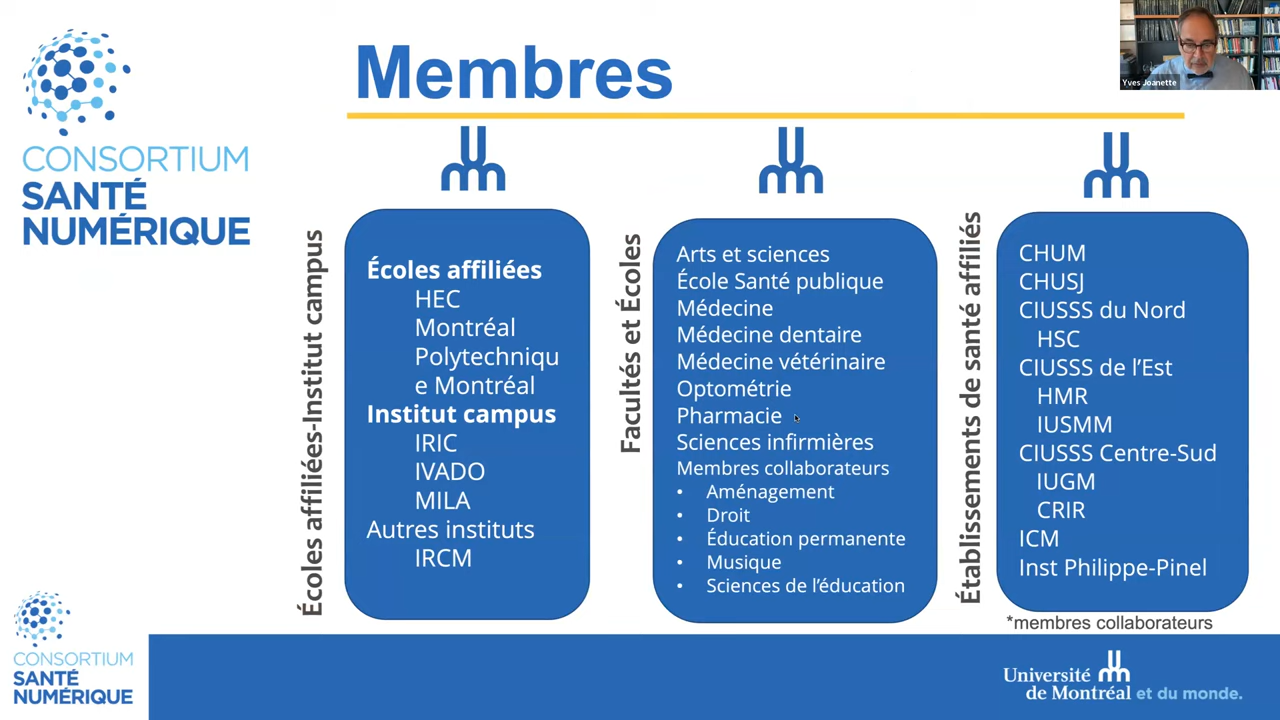 CONSORTIUM
SANTÉ
NUMÉRIQUE
Membres
Yves Joanette
Écoles affiliées-Institut campus
Écoles affiliées
HEC
Montréal
Polytechniqu
e Montréal
Institut campus
IRIC
IVADO
MILA
Autres instituts
IRCM
Facultés et Écoles
Arts et sciences
École Santé publique
Médecine
Médecine dentaire
Médecine vétérinaire
Optométrie
Pharmacie
Sciences infirmières
Membres collaborateurs
• Aménagement
• Droit
• Éducation permanente
• Musique
• Sciences de l’éducation
Établissements de santé affiliés
CHUM
CHUSJ
CIUSSS du Nord
HSC
CIUSSS de l’Est
HMR
IUSMM
CIUSSS Centre-Sud
IUGM
CRIR
ICM
Inst Philippe-Pinel
*membres collaborateurs
CONSORTIUM
SANTÉ
NUMÉRIQUE
Université
de Montréal et du monde.